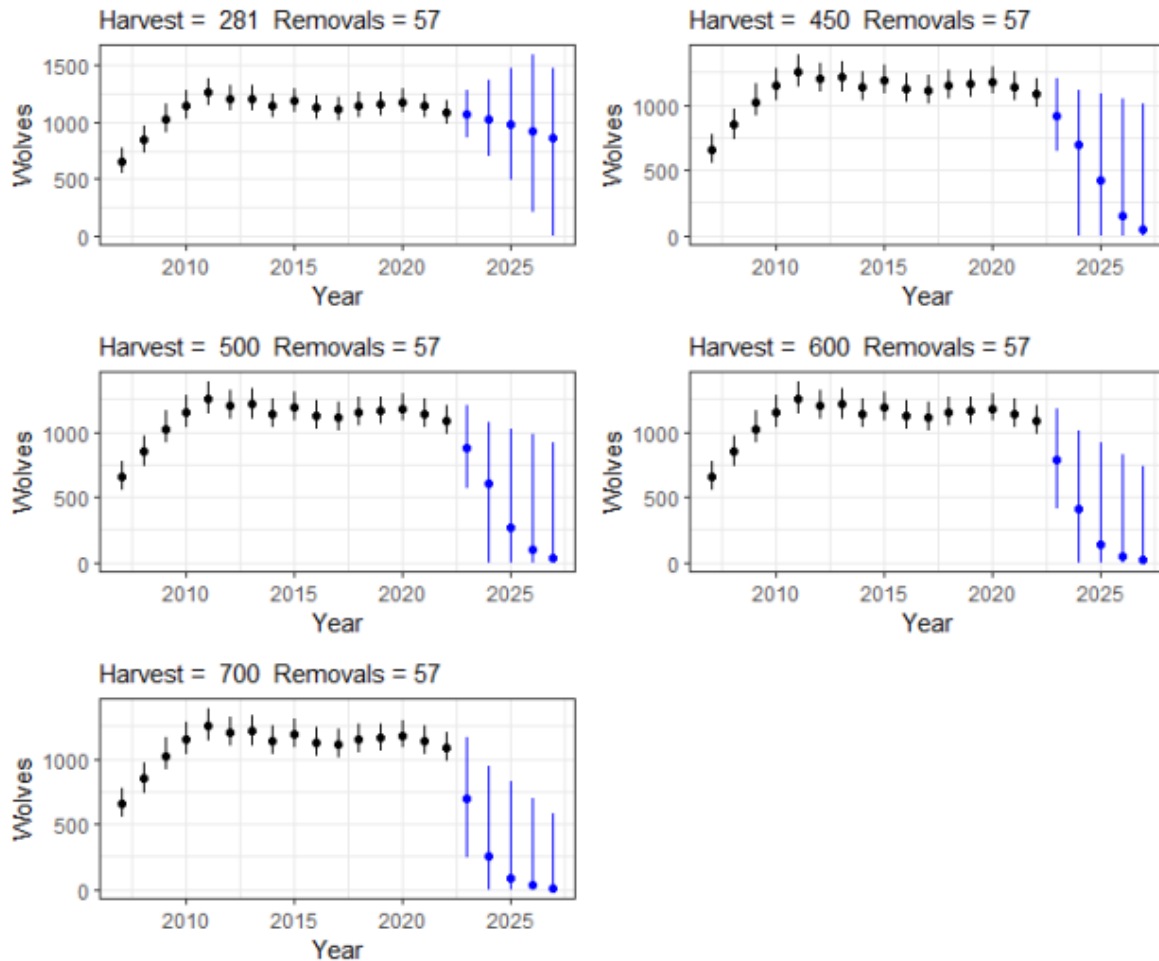 Harvest =  281  Removals = 57
1500
1000
500
0
Wolves
2010 2015 2020 2025
Year
Harvest =  450  Removals = 57
1000
500
0
Wolves
2010 2015 2020 2025
Year
Harvest =  500  Removals = 57
1000
500
0
Wolves
2010 2015 2020 2025
Year
Harvest =  600  Removals = 57
1000
500
0
Wolves
2010 2015 2020 2025
Year
Harvest =  700  Removals = 57
1000
500
0
Wolves
2010 2015 2020 2025
Year